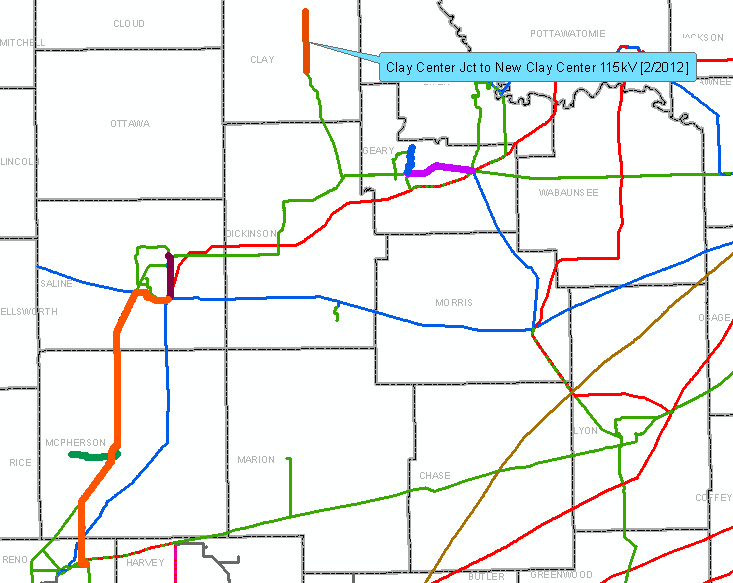 CLOUD
MITCHELL
POTTAWATOMIE
JACKSON
CLAY
Clay Center Jct to New Clay Center 115kV [2/2012]
OTTAWA
LINCOLN
GEARY
WABAUNSEE
DICKINSON
SALINE
ELLSWORTH
MORRIS
OSAGE
MCPHERSON
LYON
RICE
MARION
CHASE
COFFEY
RENO
HARVEY
BUTLER
GREENWOOD